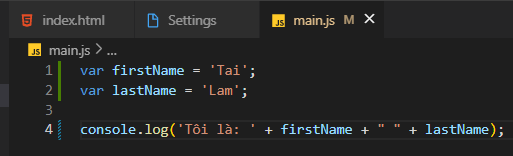 index.html Settings main.js M
main.js > ...
1 var firstName = 'Tai';
2 var lastName = 'Lam';
3
4 console.log('Tôi là: ' + firstName + " " + lastName);